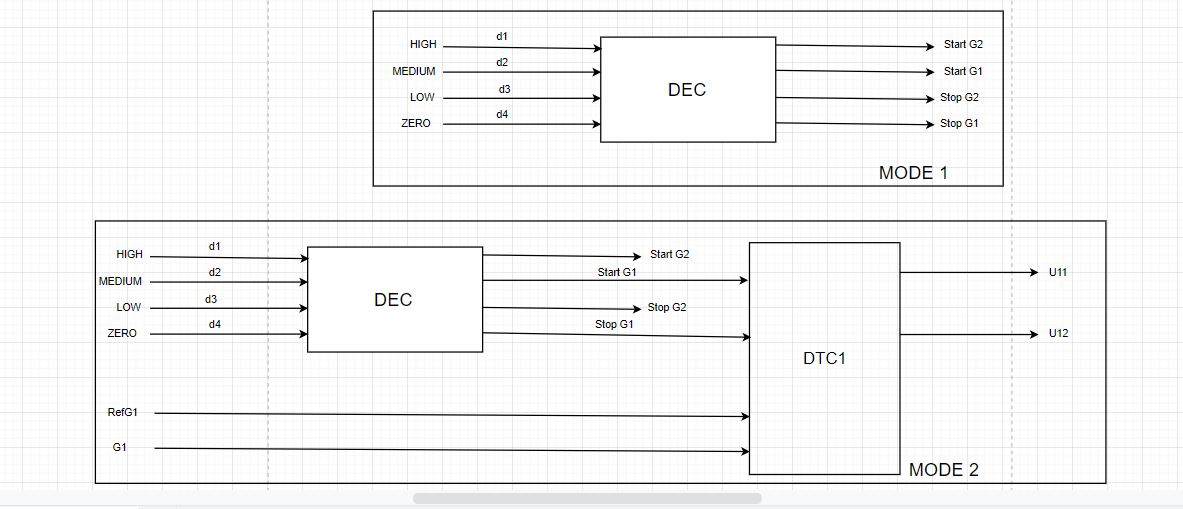 d1
HIGH
Start G2
d2
MEDIUM
DEC
Start G1
d3
LOW
Stop G2
d4
ZERO
Stop G1
MODE 1
d1
HIGH
Start G2
d2
MEDIUM
Start G1
U11
d3
LOW
DEC
Stop G2
d4
ZERO
Stop G1
U12
DTC1
RefG1
G1
MODE 2